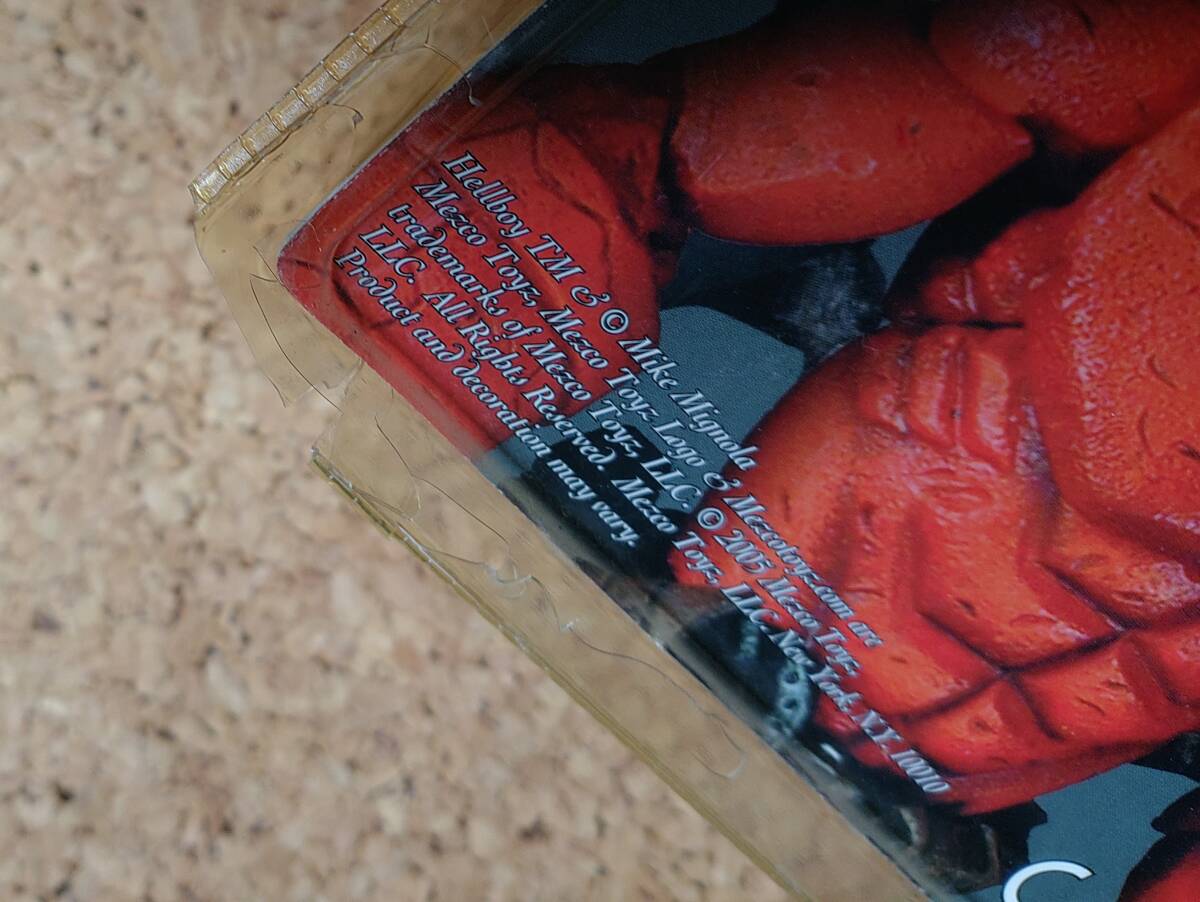 Hellboy TM & © Mike Mignola
Mezco Toyz, Mezco Toyz Logo & Mezcotoyz.com are
trademarks of Mezco Toyz, LLC. © 2005 Mezco Toyz,
LLC. All Rights Reserved. Mezco Toyz, LLC. New York N.Y. 10010
Product and decoration may vary.
C